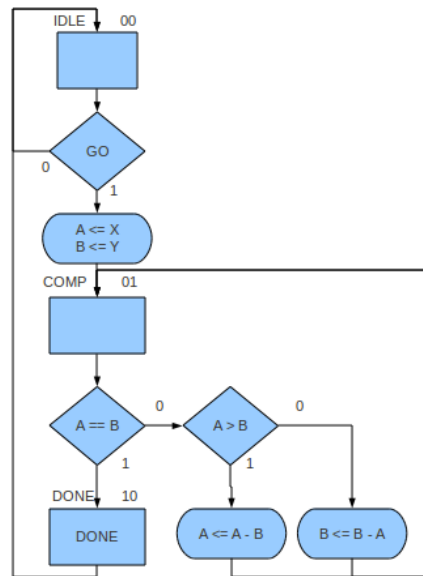 IDLE 00
GO
0
1
A <= X
B <= Y
COMP 01
A == B
0
A > B
0
1
1
DONE 10
DONE
A <= A - B
B <= B - A